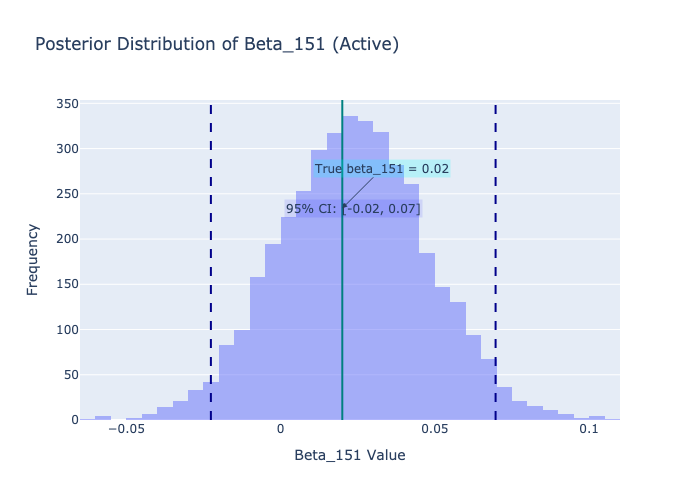 Posterior Distribution of Beta_151 (Active)
350
300
250
200
150
100
50
0
Frequency
True beta_151 = 0.02
95% CI: [-0.02, 0.07]
−0.05
0
0.05
0.1
Beta_151 Value